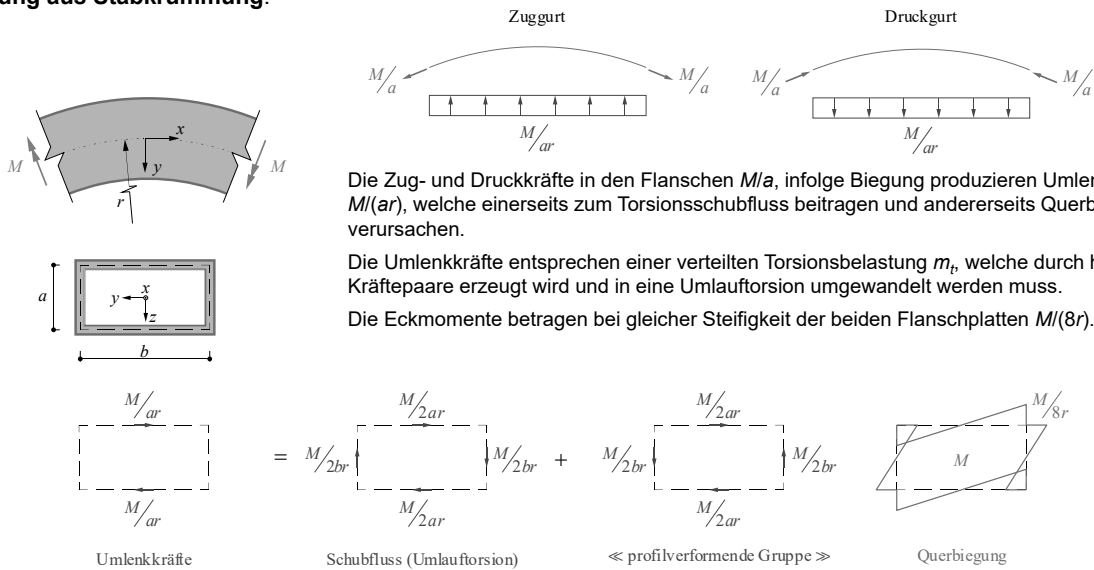 ung aus Stabkrümmung:
Zuggurt
Druckgurt
M/a
M/a
M/a
M/a
M/ar
M/ar
x
y
r
M
M
Die Zug- und Druckkräfte in den Flanschen M/a, infolge Biegung produzieren Umlen
M/(ar), welche einerseits zum Torsionsschubfluss beitragen und andererseits Querb
verursachen.
Die Umlenkkräfte entsprechen einer verteilten Torsionsbelastung mt, welche durch h
Kräftepaare erzeugt wird und in eine Umlauftorsion umgewandelt werden muss.
Die Eckmomente betragen bei gleicher Steifigkeit der beiden Flanschplatten M/(8r).
a
x
y
z
b
M/ar
M/2ar
M/2ar
M/8r
= M/2br
M/2br +
M/2br
M/2br
M
M/ar
M/2ar
M/2ar
Umlenkkräfte
Schubfluss (Umlauftorsion)
≪ profilverformende Gruppe ≫
Querbiegung